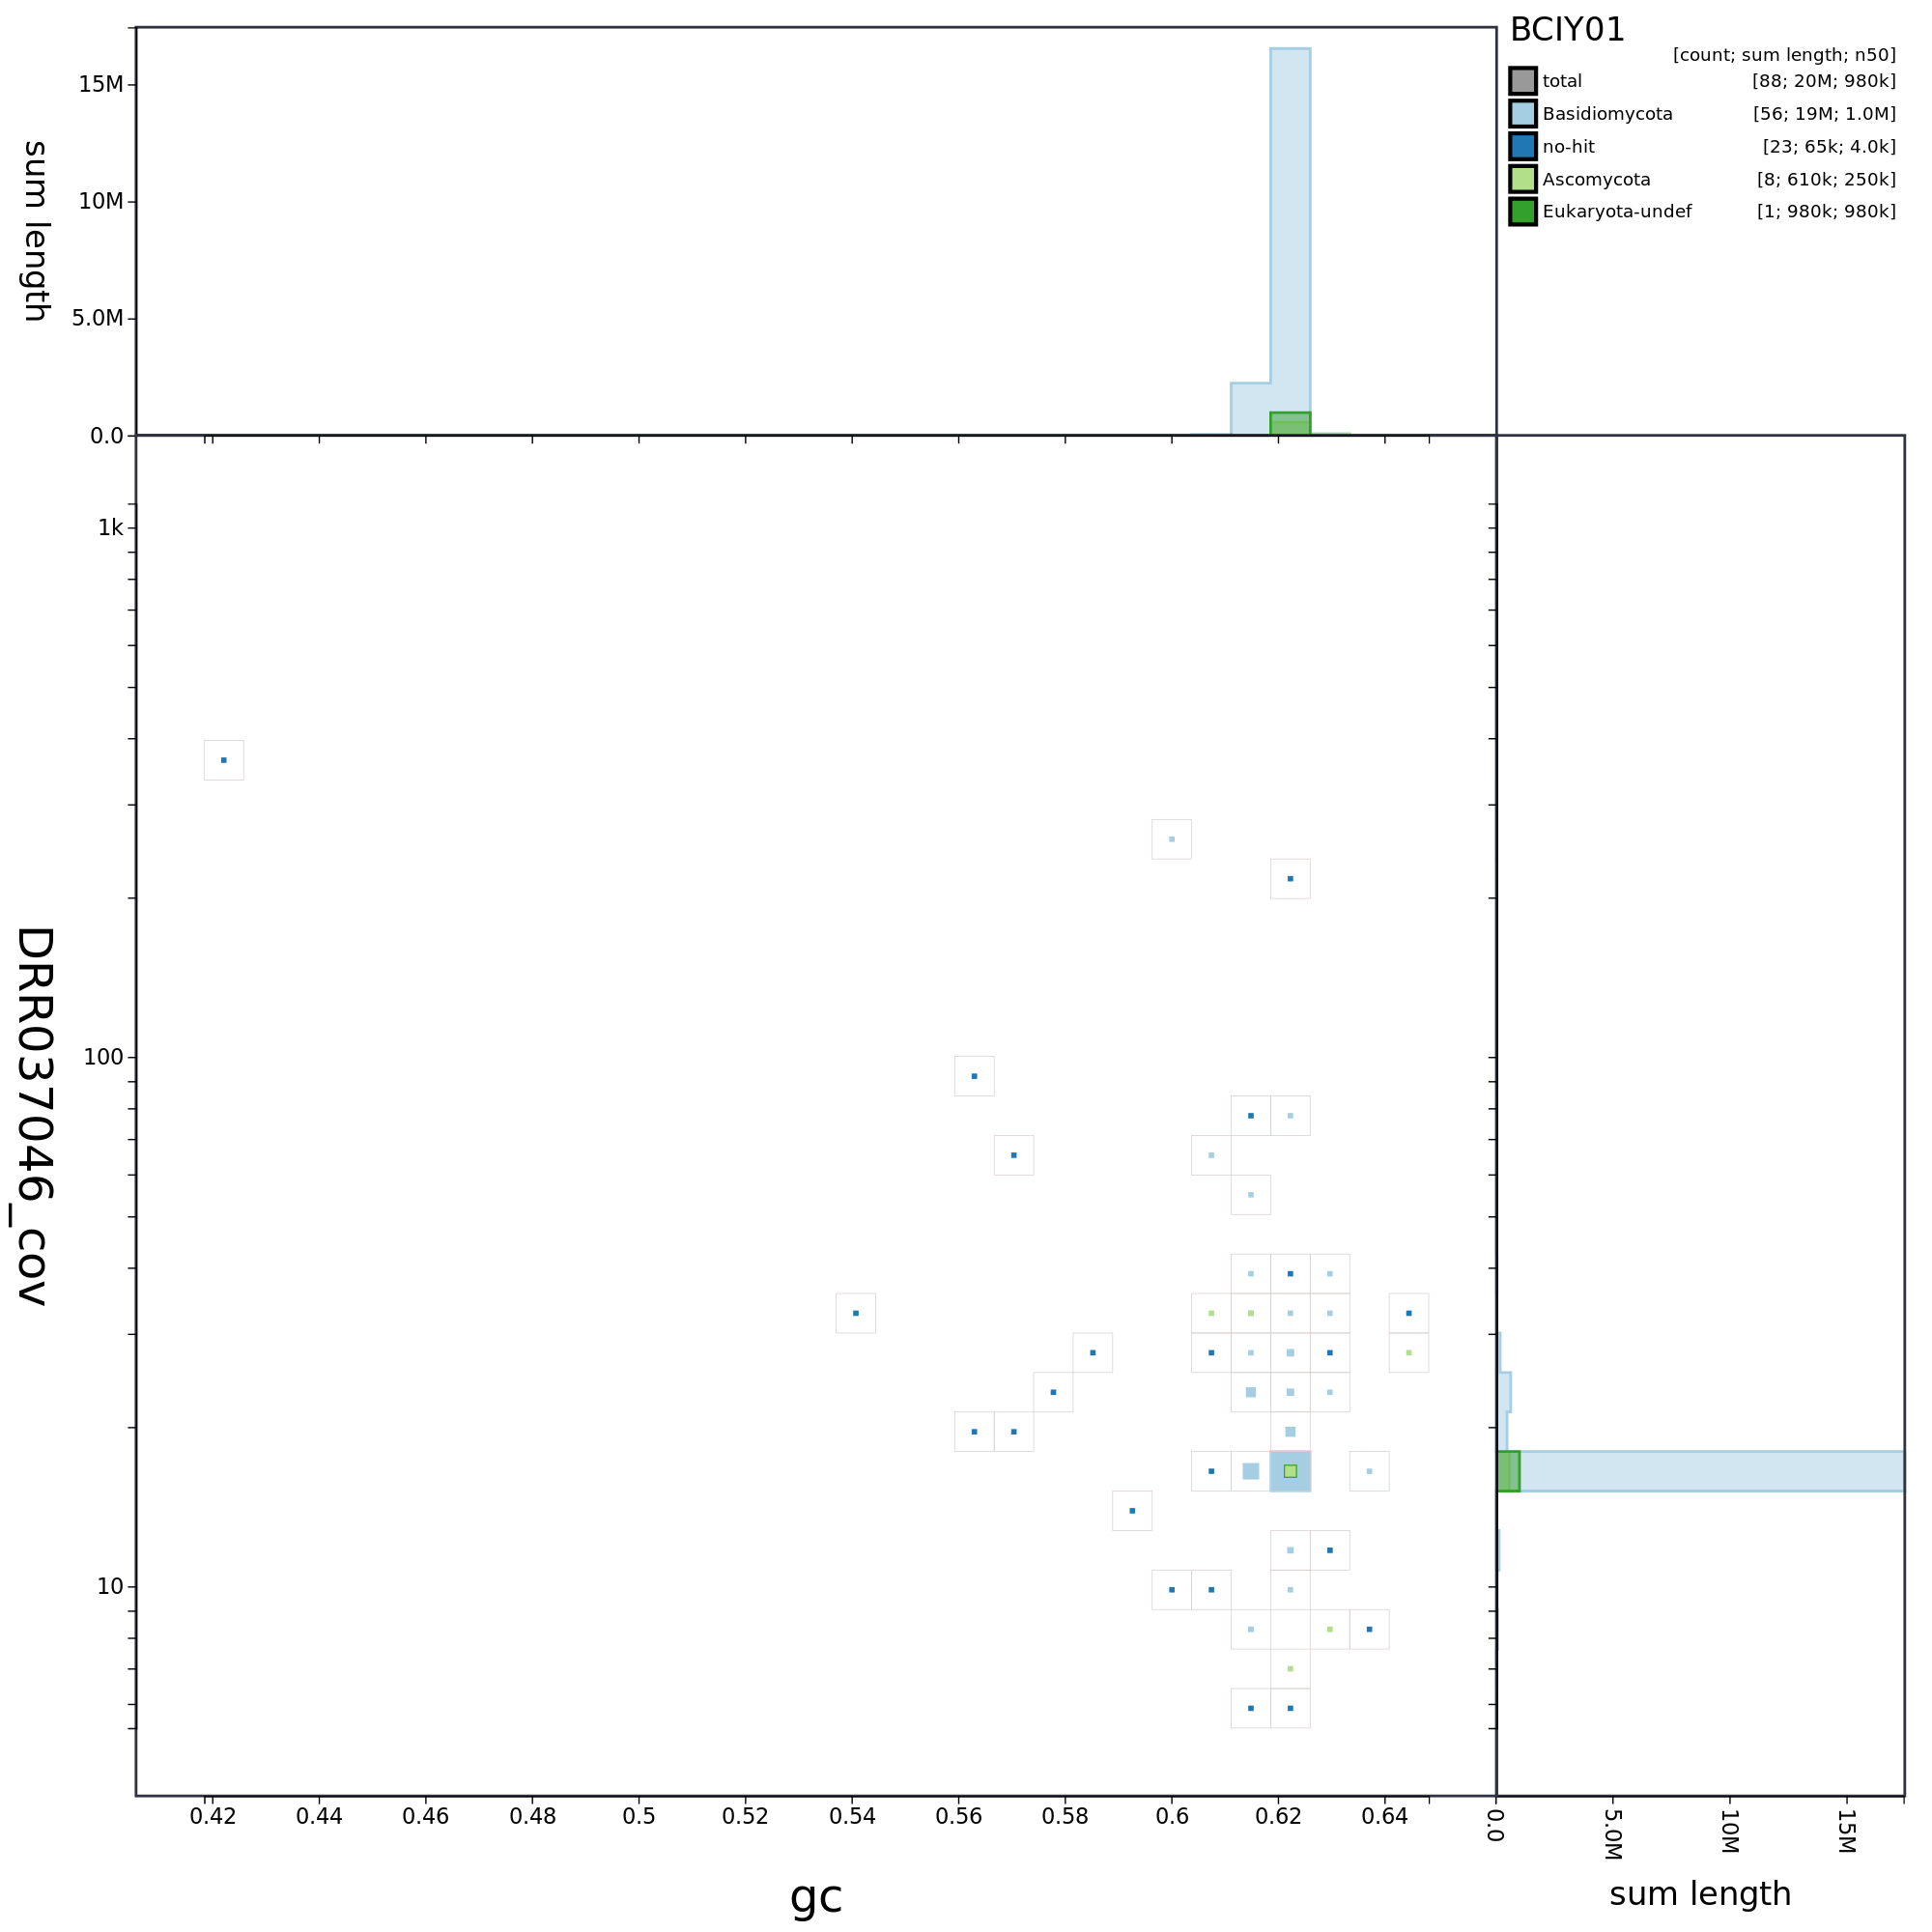 BCIY01
[count; sum length; n50]
total [88; 20M; 980k]
Basidiomycota [56; 19M; 1.0M]
no-hit [23; 65k; 4.0k]
Ascomycota [8; 610k; 250k]
Eukaryota-undef [1; 980k; 980k]
sum length
15M
10M
5.0M
0.0
DRR037046_cov
1k
100
10
0.42 0.44 0.46 0.48 0.5 0.52 0.54 0.56 0.58 0.6 0.62 0.64
gc
0.0 5.0M 10M 15M
sum length